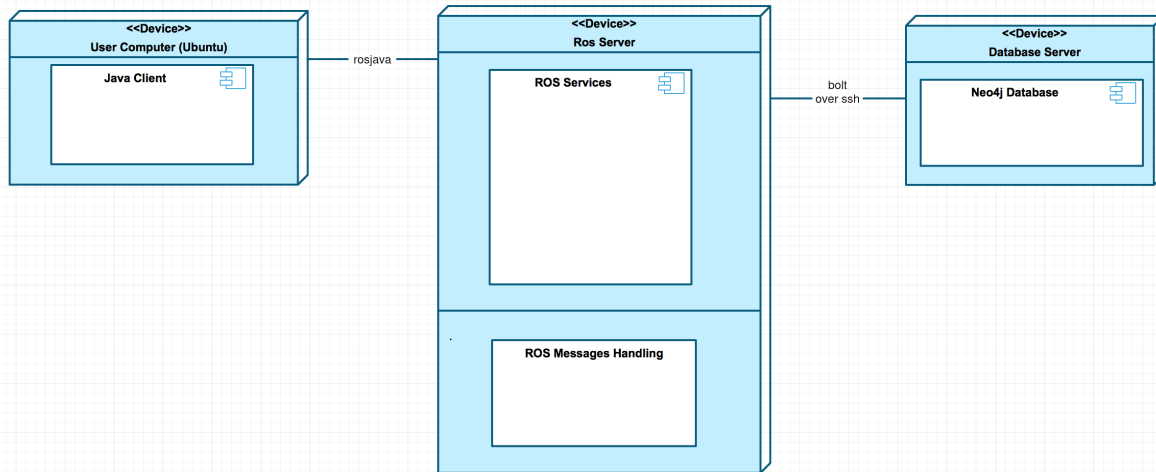 <<Device>>
User Computer (Ubuntu)
Java Client
rosjava
<<Device>>
Ros Server
ROS Services
ROS Messages Handling
bolt
over ssh
<<Device>>
Database Server
Neo4j Database